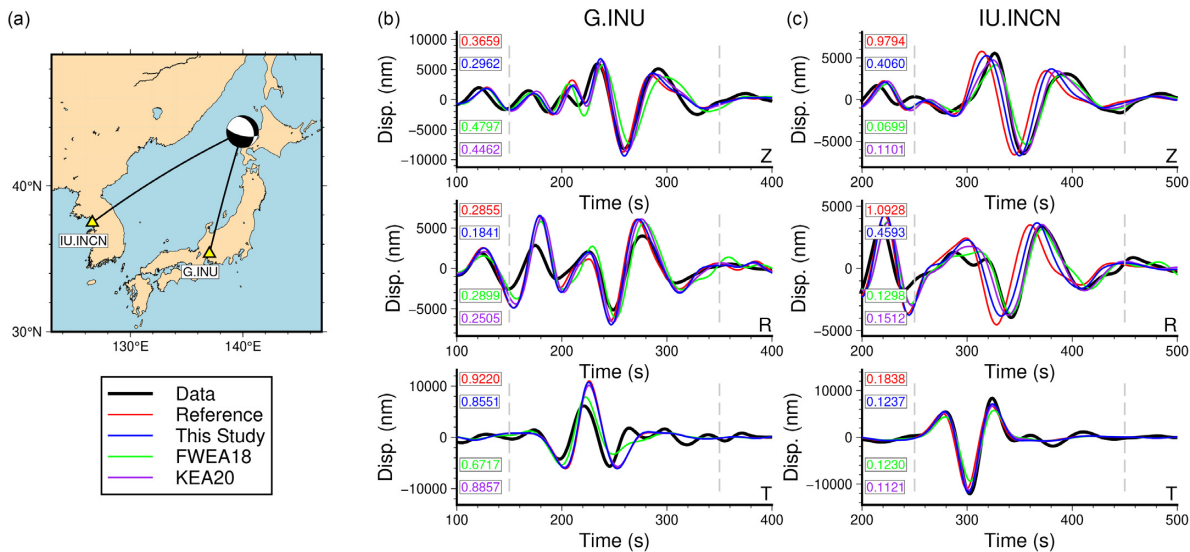 (a)
40°N
30°N
130°E
140°E
IU.INCN
G.INU
Data
Reference
This Study
FWEA18
KEA20
(b)
G.INU
Disp. (nm)
10000
5000
0
−5000
−10000
0.3659
0.2962
0.4797
0.4462
Z
100
200
300
400
Time (s)
Disp. (nm)
5000
0
−5000
0.2855
0.1841
0.2899
0.2505
R
100
200
300
400
Time (s)
Disp. (nm)
10000
0
−10000
0.9220
0.8551
0.6717
0.8857
T
100
200
300
400
Time (s)
(c)
IU.INCN
Disp. (nm)
5000
0
−5000
0.9794
0.4060
0.0699
0.1101
Z
200
300
400
500
Time (s)
Disp. (nm)
5000
0
−5000
1.0928
0.4593
0.1298
0.1512
R
200
300
400
500
Time (s)
Disp. (nm)
10000
0
−10000
0.1838
0.1237
0.1230
0.1121
T
200
300
400
500
Time (s)